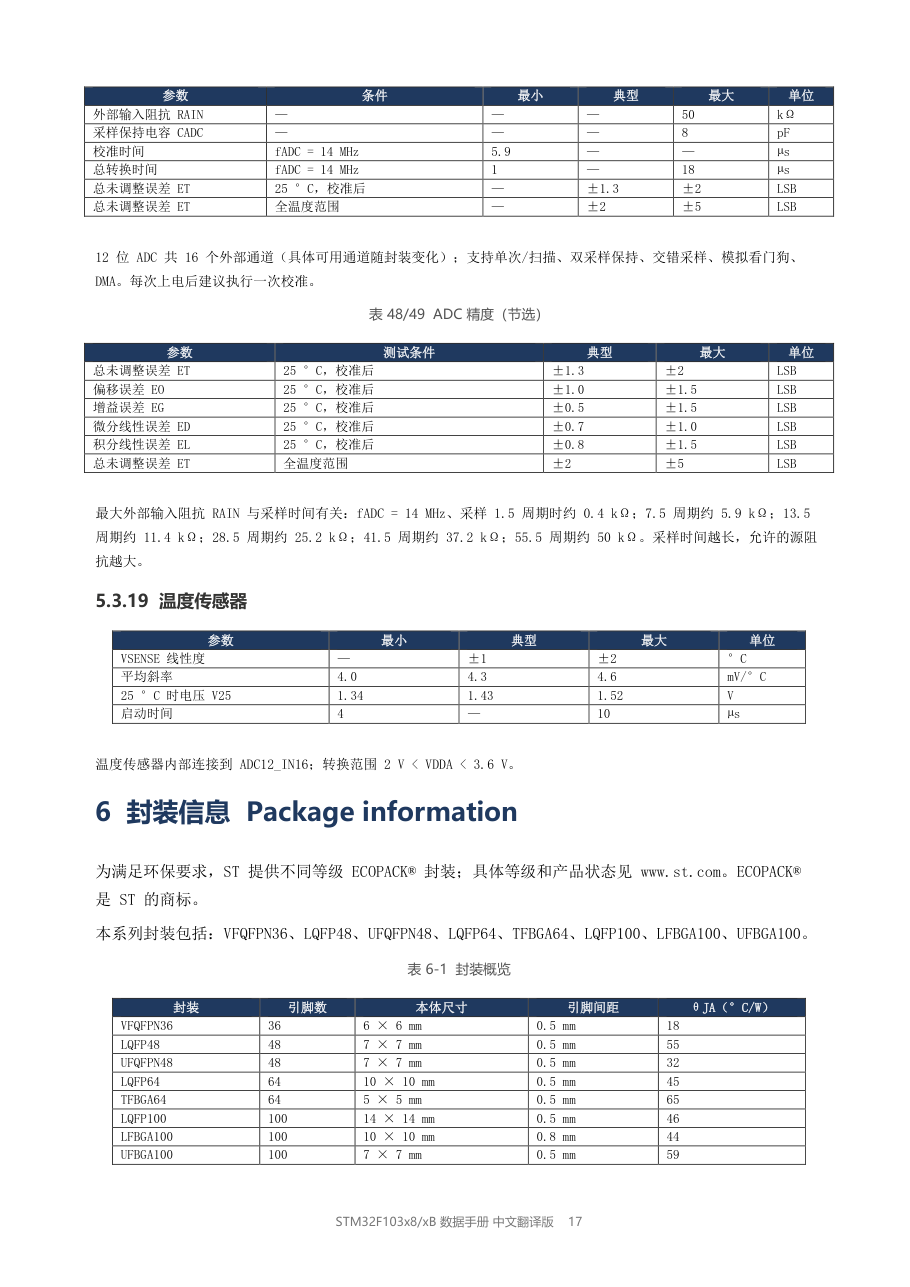 参数 条件 最小 典型 最大 单位
外部输入阻抗 RAIN — — — 50 kΩ
采样保持电容 CADC — — — 8 pF
校准时间 fADC = 14 MHz 5.9 — — μs
总转换时间 fADC = 14 MHz 1 — 18 μs
总未调整误差 ET 25 °C，校准后 — ±1.3 ±2 LSB
总未调整误差 ET 全温度范围 — ±2 ±5 LSB
12 位 ADC 共 16 个外部通道（具体可用通道随封装变化）；支持单次/扫描、双采样保持、交错采样、模拟看门狗、
DMA。每次上电后建议执行一次校准。
表 48/49 ADC 精度（节选）
参数 测试条件 典型 最大 单位
总未调整误差 ET 25 °C，校准后 ±1.3 ±2 LSB
偏移误差 EO 25 °C，校准后 ±1.0 ±1.5 LSB
增益误差 EG 25 °C，校准后 ±0.5 ±1.5 LSB
微分线性误差 ED 25 °C，校准后 ±0.7 ±1.0 LSB
积分线性误差 EL 25 °C，校准后 ±0.8 ±1.5 LSB
总未调整误差 ET 全温度范围 ±2 ±5 LSB
最大外部输入阻抗 RAIN 与采样时间有关：fADC = 14 MHz、采样 1.5 周期时约 0.4 kΩ；7.5 周期约 5.9 kΩ；13.5
周期约 11.4 kΩ；28.5 周期约 25.2 kΩ；41.5 周期约 37.2 kΩ；55.5 周期约 50 kΩ。采样时间越长，允许的源阻
抗越大。
5.3.19 温度传感器
参数 最小 典型 最大 单位
VSENSE 线性度 — ±1 ±2 °C
平均斜率 4.0 4.3 4.6 mV/°C
25 °C 时电压 V25 1.34 1.43 1.52 V
启动时间 4 — 10 μs
温度传感器内部连接到 ADC12_IN16；转换范围 2 V < VDDA < 3.6 V。
6 封装信息 Package information
为满足环保要求，ST 提供不同等级 ECOPACK® 封装；具体等级和产品状态见 www.st.com。ECOPACK®
是 ST 的商标。
本系列封装包括：VFQFPN36、LQFP48、UFQFPN48、LQFP64、TFBGA64、LQFP100、LFBGA100、UFBGA100。
表 6-1 封装概览
封装 引脚数 本体尺寸 引脚间距 θJA（°C/W）
VFQFPN36 36 6 × 6 mm 0.5 mm 18
LQFP48 48 7 × 7 mm 0.5 mm 55
UFQFPN48 48 7 × 7 mm 0.5 mm 32
LQFP64 64 10 × 10 mm 0.5 mm 45
TFBGA64 64 5 × 5 mm 0.5 mm 65
LQFP100 100 14 × 14 mm 0.5 mm 46
LFBGA100 100 10 × 10 mm 0.8 mm 44
UFBGA100 100 7 × 7 mm 0.5 mm 59
STM32F103x8/xB 数据手册 中文翻译版 17